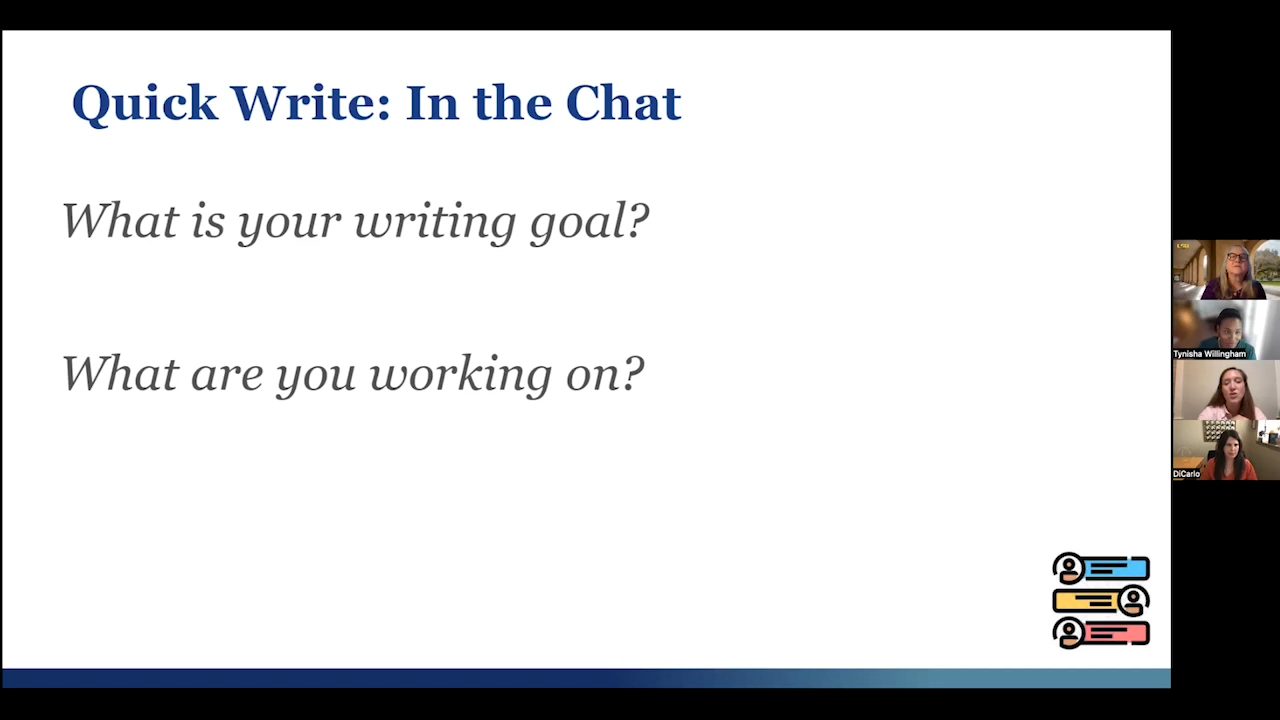 Quick Write: In the Chat
What is your writing goal?
What are you working on?
Tynisha Willingham
DiCarlo